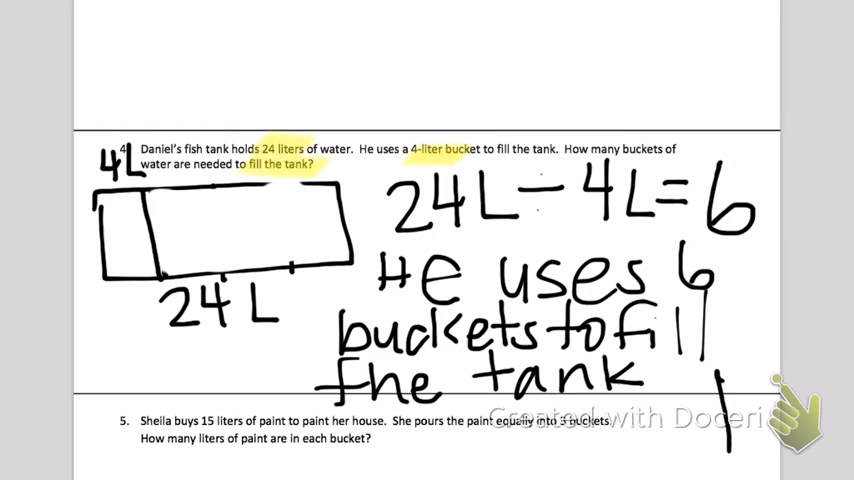 4. Daniel's fish tank holds 24 liters of water. He uses a 4-liter bucket to fill the tank. How many buckets of
water are needed to fill the tank?
4L
24L
24L ÷ 4L = 6
He uses 6
buckets to fill
the tank
5. Sheila buys 15 liters of paint to paint her house. She pours the paint equally into 3 buckets.
How many liters of paint are in each bucket?
Created with Doceri